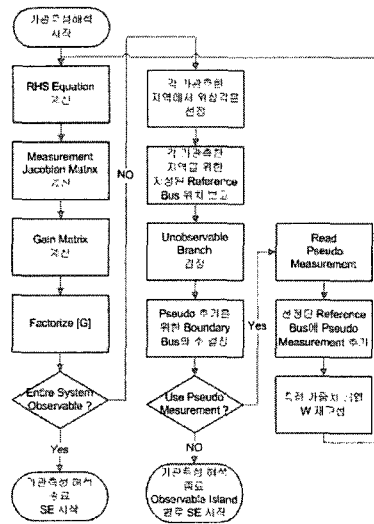 가관측성해석
시작
RHS Equation
계산
Measurement
Jacobian Matrix
계산
Gain Matrix
계산
Factorize [G]
Entire System
Observable ?
Yes
가관측성 해석
종료
SE 시작
NO
각 가관측한
지역에서 위상각을
선정
각 가관측한
지역을 위한
지정된 Reference
Bus 위치
Unobservable
Branch
결정
Pseudo 추가를
위한 Boundary
Bus와 수 결정
Use Pseudo
Mesurement ?
NO
가관측성 해석
종료
Observable Island
별로 SE 시작
Yes
Read
Pseudo
Measurement
선정된 Reference
Bus에 Pseudo
Measurement 추가
W 재구성